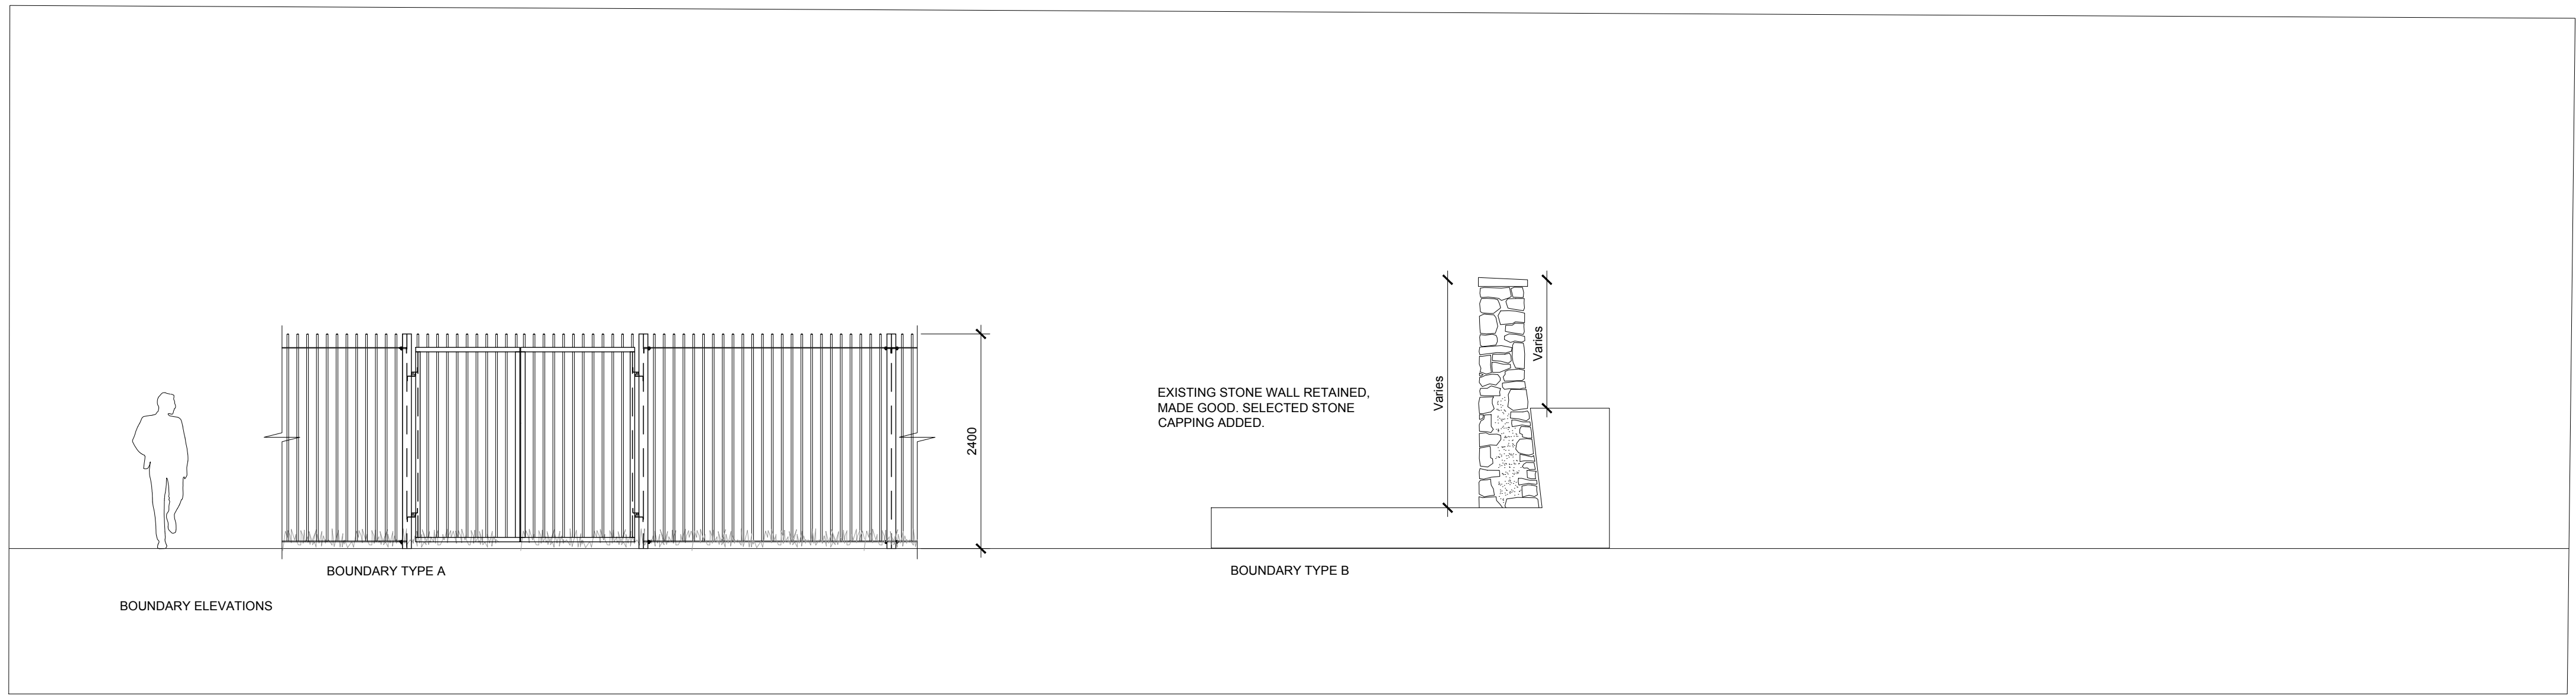 2400
BOUNDARY TYPE A
BOUNDARY ELEVATIONS
EXISTING STONE WALL RETAINED,
MADE GOOD. SELECTED STONE
CAPPING ADDED.
Varies
Varies
BOUNDARY TYPE B